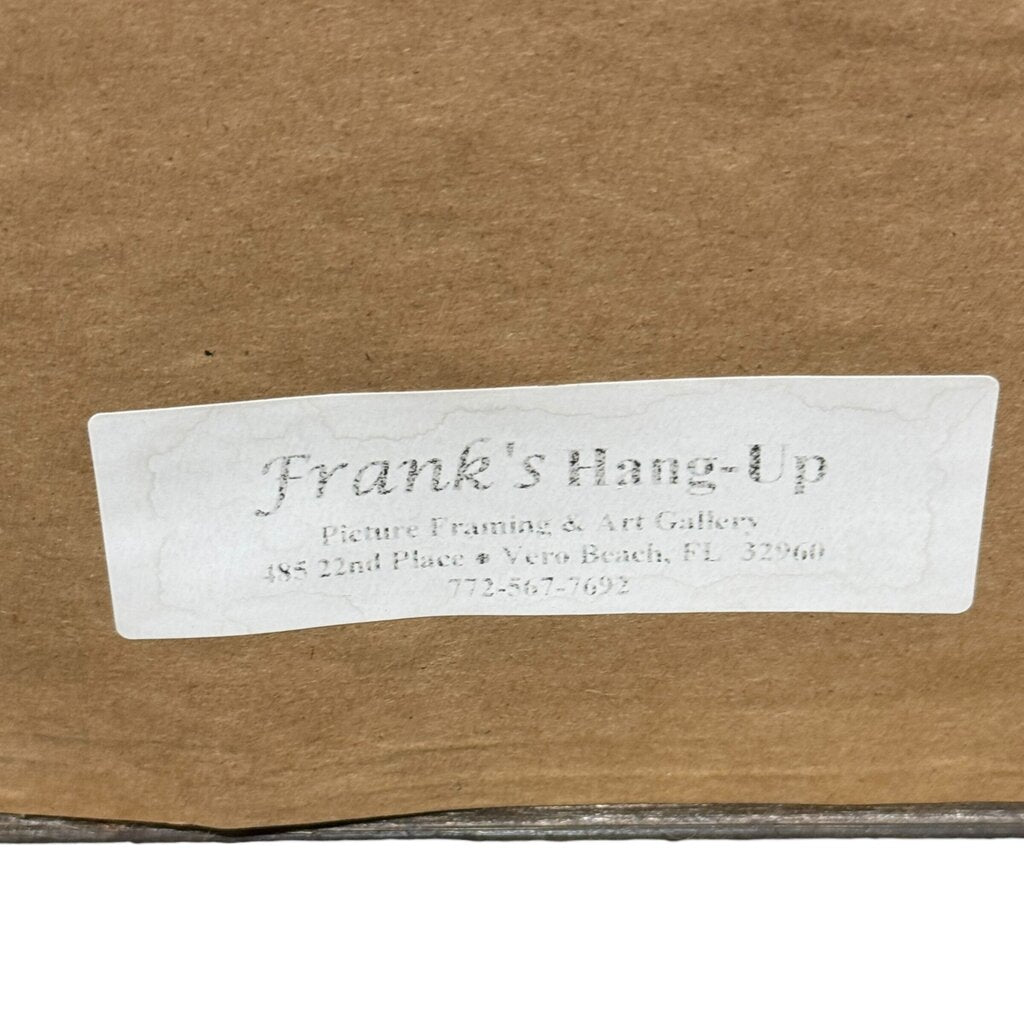 Frank's Hang-Up
Picture Framing & Art Gallery
485 22nd Place • Vero Beach, FL 32960
772-567-7692